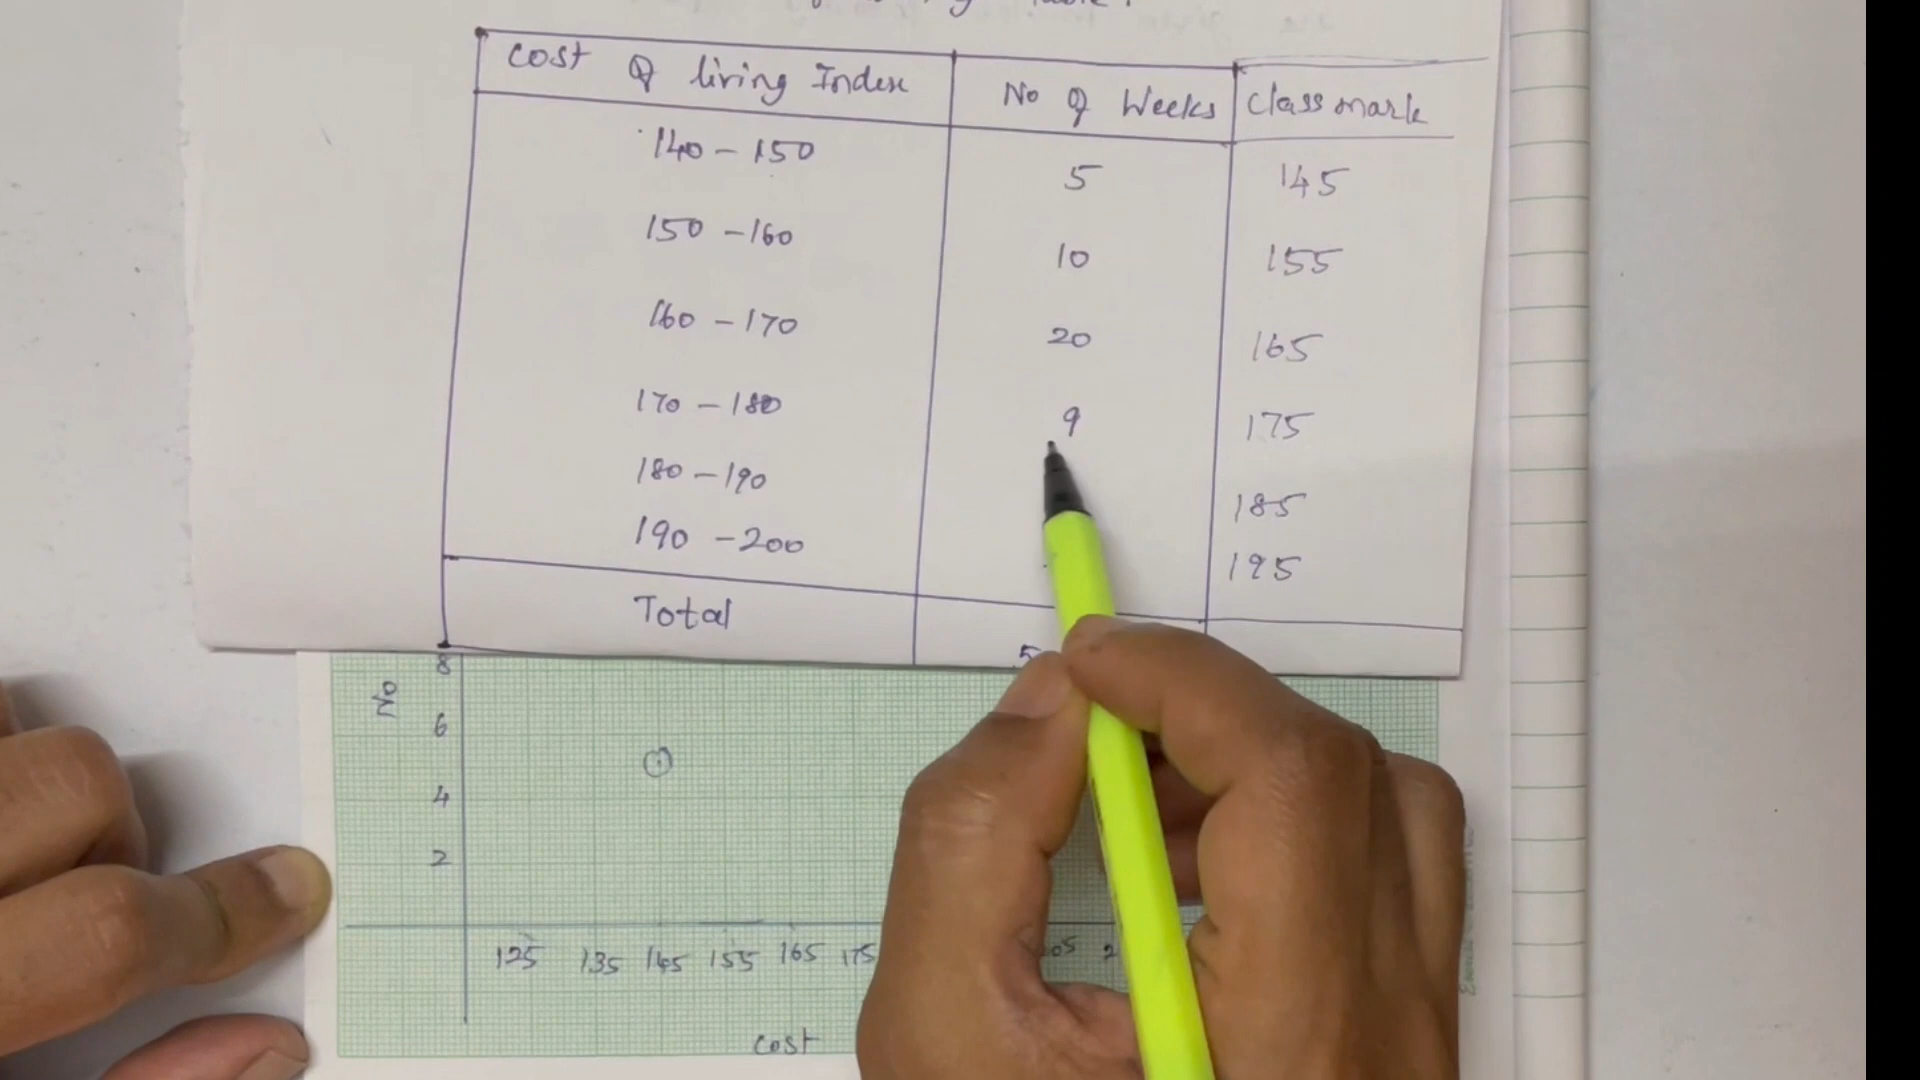 Cost of living Index No of Weeks Class mark
140 - 150 5 145
150 - 160 10 155
160 - 170 20 165
170 - 180 9 175
180 - 190 185
190 - 200 195
Total 5
No
8
6
4
2
125 135 145 155 165 175
cost